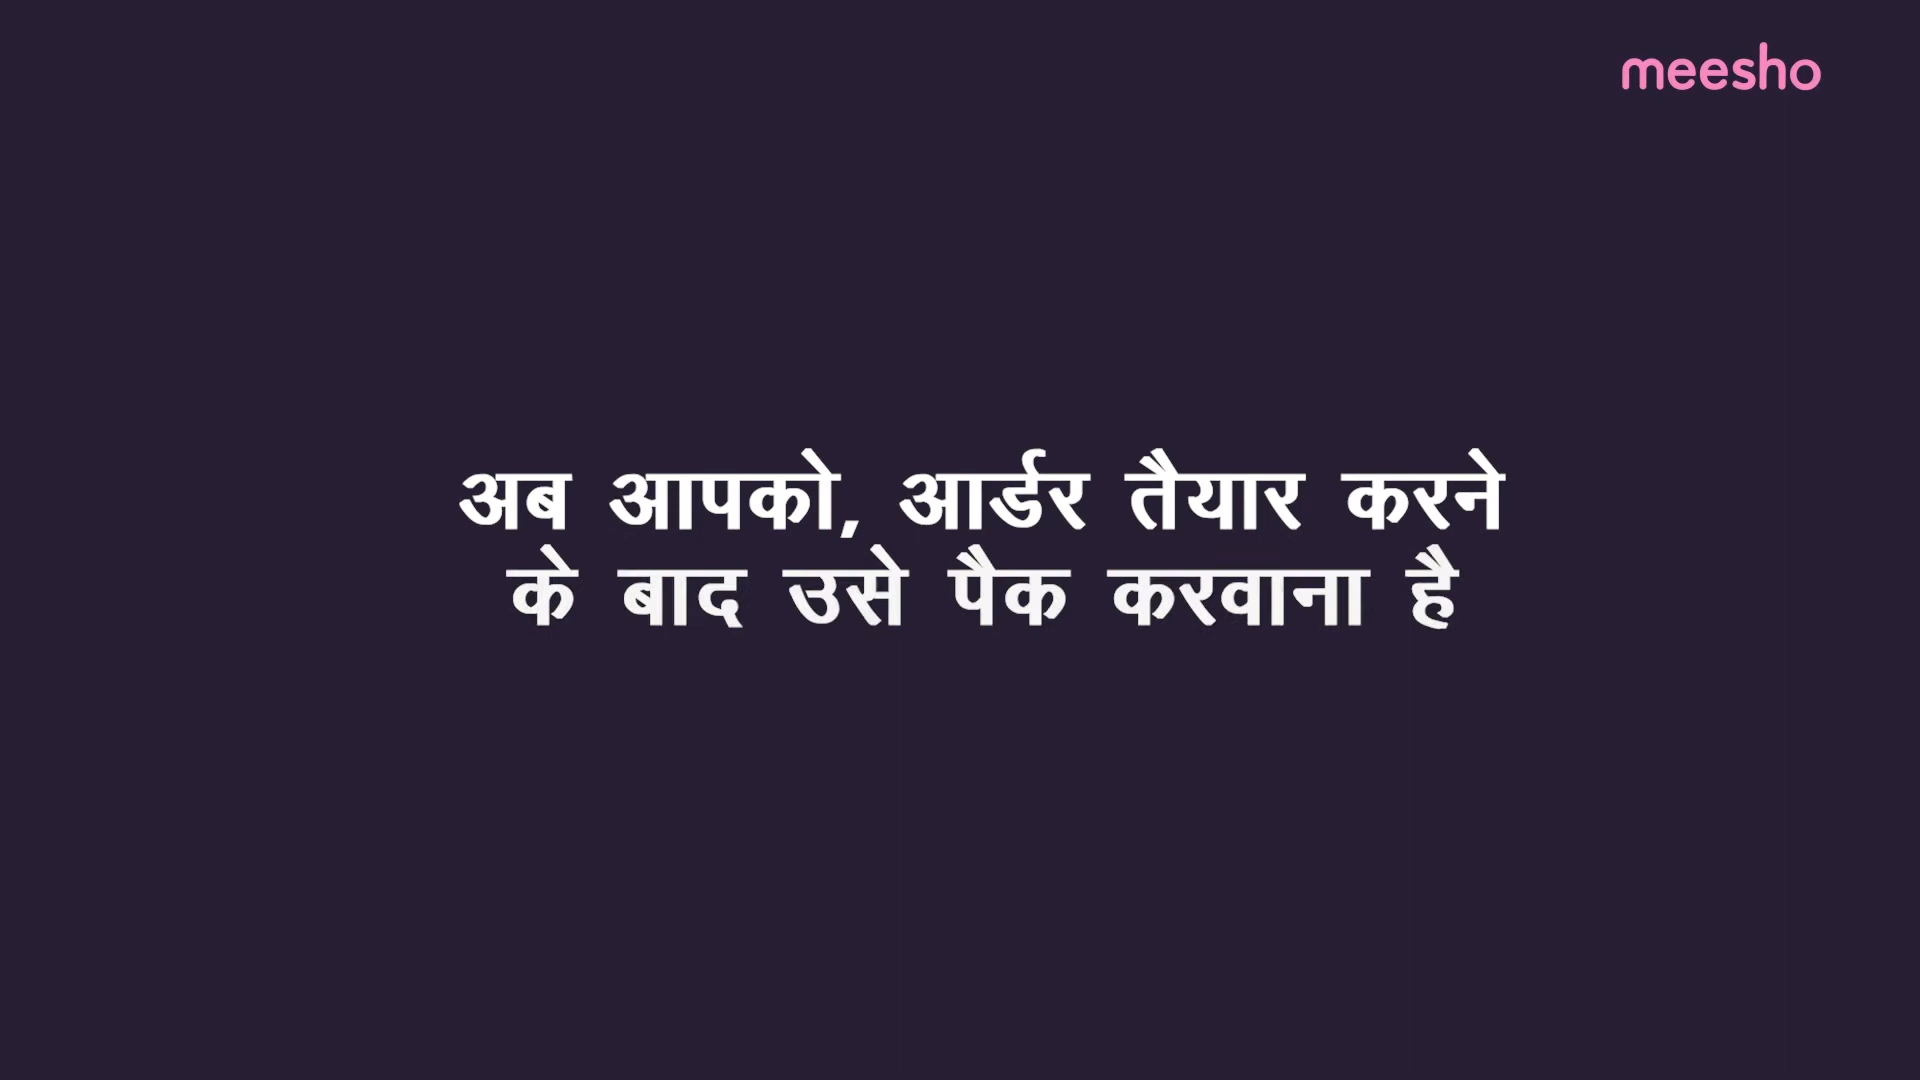 meesho
अब आपको, आर्डर तैयार करने
के बाद उसे पैक करवाना है